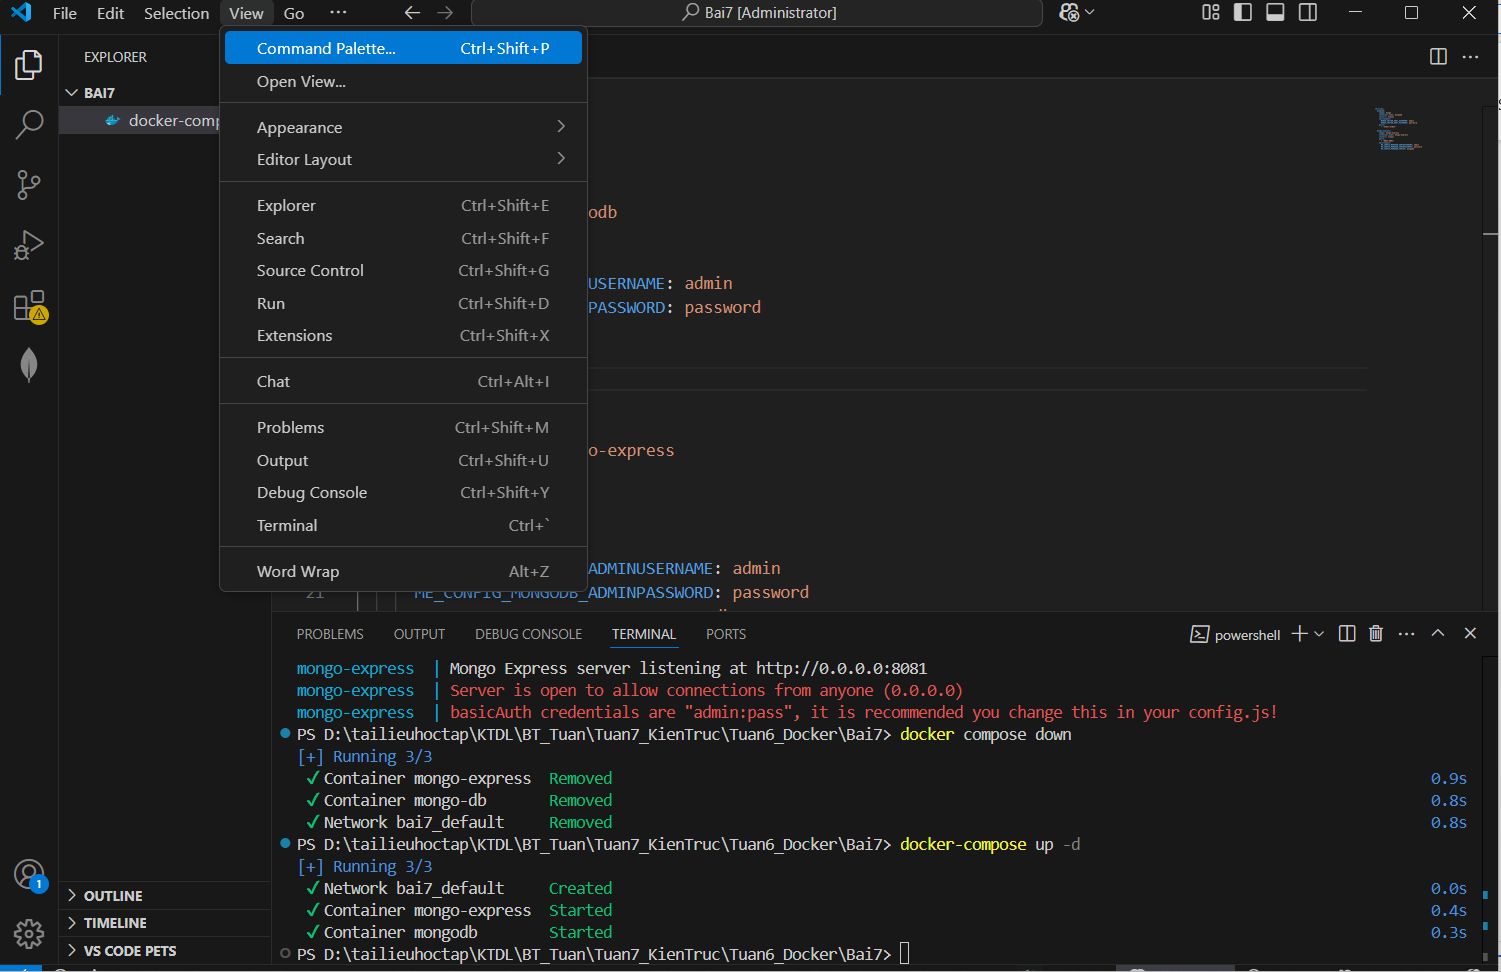 File Edit Selection View Go ··· Bai7 [Administrator]
EXPLORER
BAI7
docker-comp
Command Palette... Ctrl+Shift+P
Open View...
Appearance
Editor Layout
Explorer Ctrl+Shift+E
Search Ctrl+Shift+F
Source Control Ctrl+Shift+G
Run Ctrl+Shift+D
Extensions Ctrl+Shift+X
Chat Ctrl+Alt+I
Problems Ctrl+Shift+M
Output Ctrl+Shift+U
Debug Console Ctrl+Shift+Y
Terminal Ctrl+`
Word Wrap Alt+Z
odb
USERNAME: admin
PASSWORD: password
o-express
ADMINUSERNAME: admin
21 ME_CONFIG_MONGODB_ADMINPASSWORD: password
PROBLEMS OUTPUT DEBUG CONSOLE TERMINAL PORTS powershell
mongo-express | Mongo Express server listening at http://0.0.0.0:8081
mongo-express | Server is open to allow connections from anyone (0.0.0.0)
mongo-express | basicAuth credentials are "admin:pass", it is recommended you change this in your config.js!
PS D:\tailieuhoctap\KTDL\BT_Tuan\Tuan7_KienTruc\Tuan6_Docker\Bai7> docker compose down
[+] Running 3/3
✓ Container mongo-express Removed 0.9s
✓ Container mongo-db Removed 0.8s
✓ Network bai7_default Removed 0.8s
PS D:\tailieuhoctap\KTDL\BT_Tuan\Tuan7_KienTruc\Tuan6_Docker\Bai7> docker-compose up -d
[+] Running 3/3
✓ Network bai7_default Created 0.0s
✓ Container mongo-express Started 0.4s
✓ Container mongodb Started 0.3s
PS D:\tailieuhoctap\KTDL\BT_Tuan\Tuan7_KienTruc\Tuan6_Docker\Bai7>
1
OUTLINE
TIMELINE
VS CODE PETS